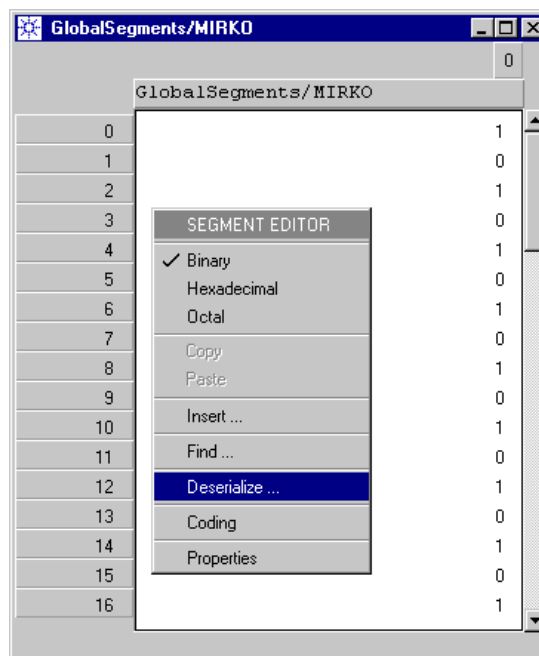 GlobalSegments/MIRKO
0
GlobalSegments/MIRKO
0 1
1 0
2 1
3 0
SEGMENT EDITOR
4 1
Binary
5 0
Hexadecimal
6 1
Octal
7 0
Copy
8 1
Paste
9 0
Insert ...
10 1
Find ...
11 0
Deserialize ...
12 1
Coding
13 0
14 1
Properties
15 0
16 1